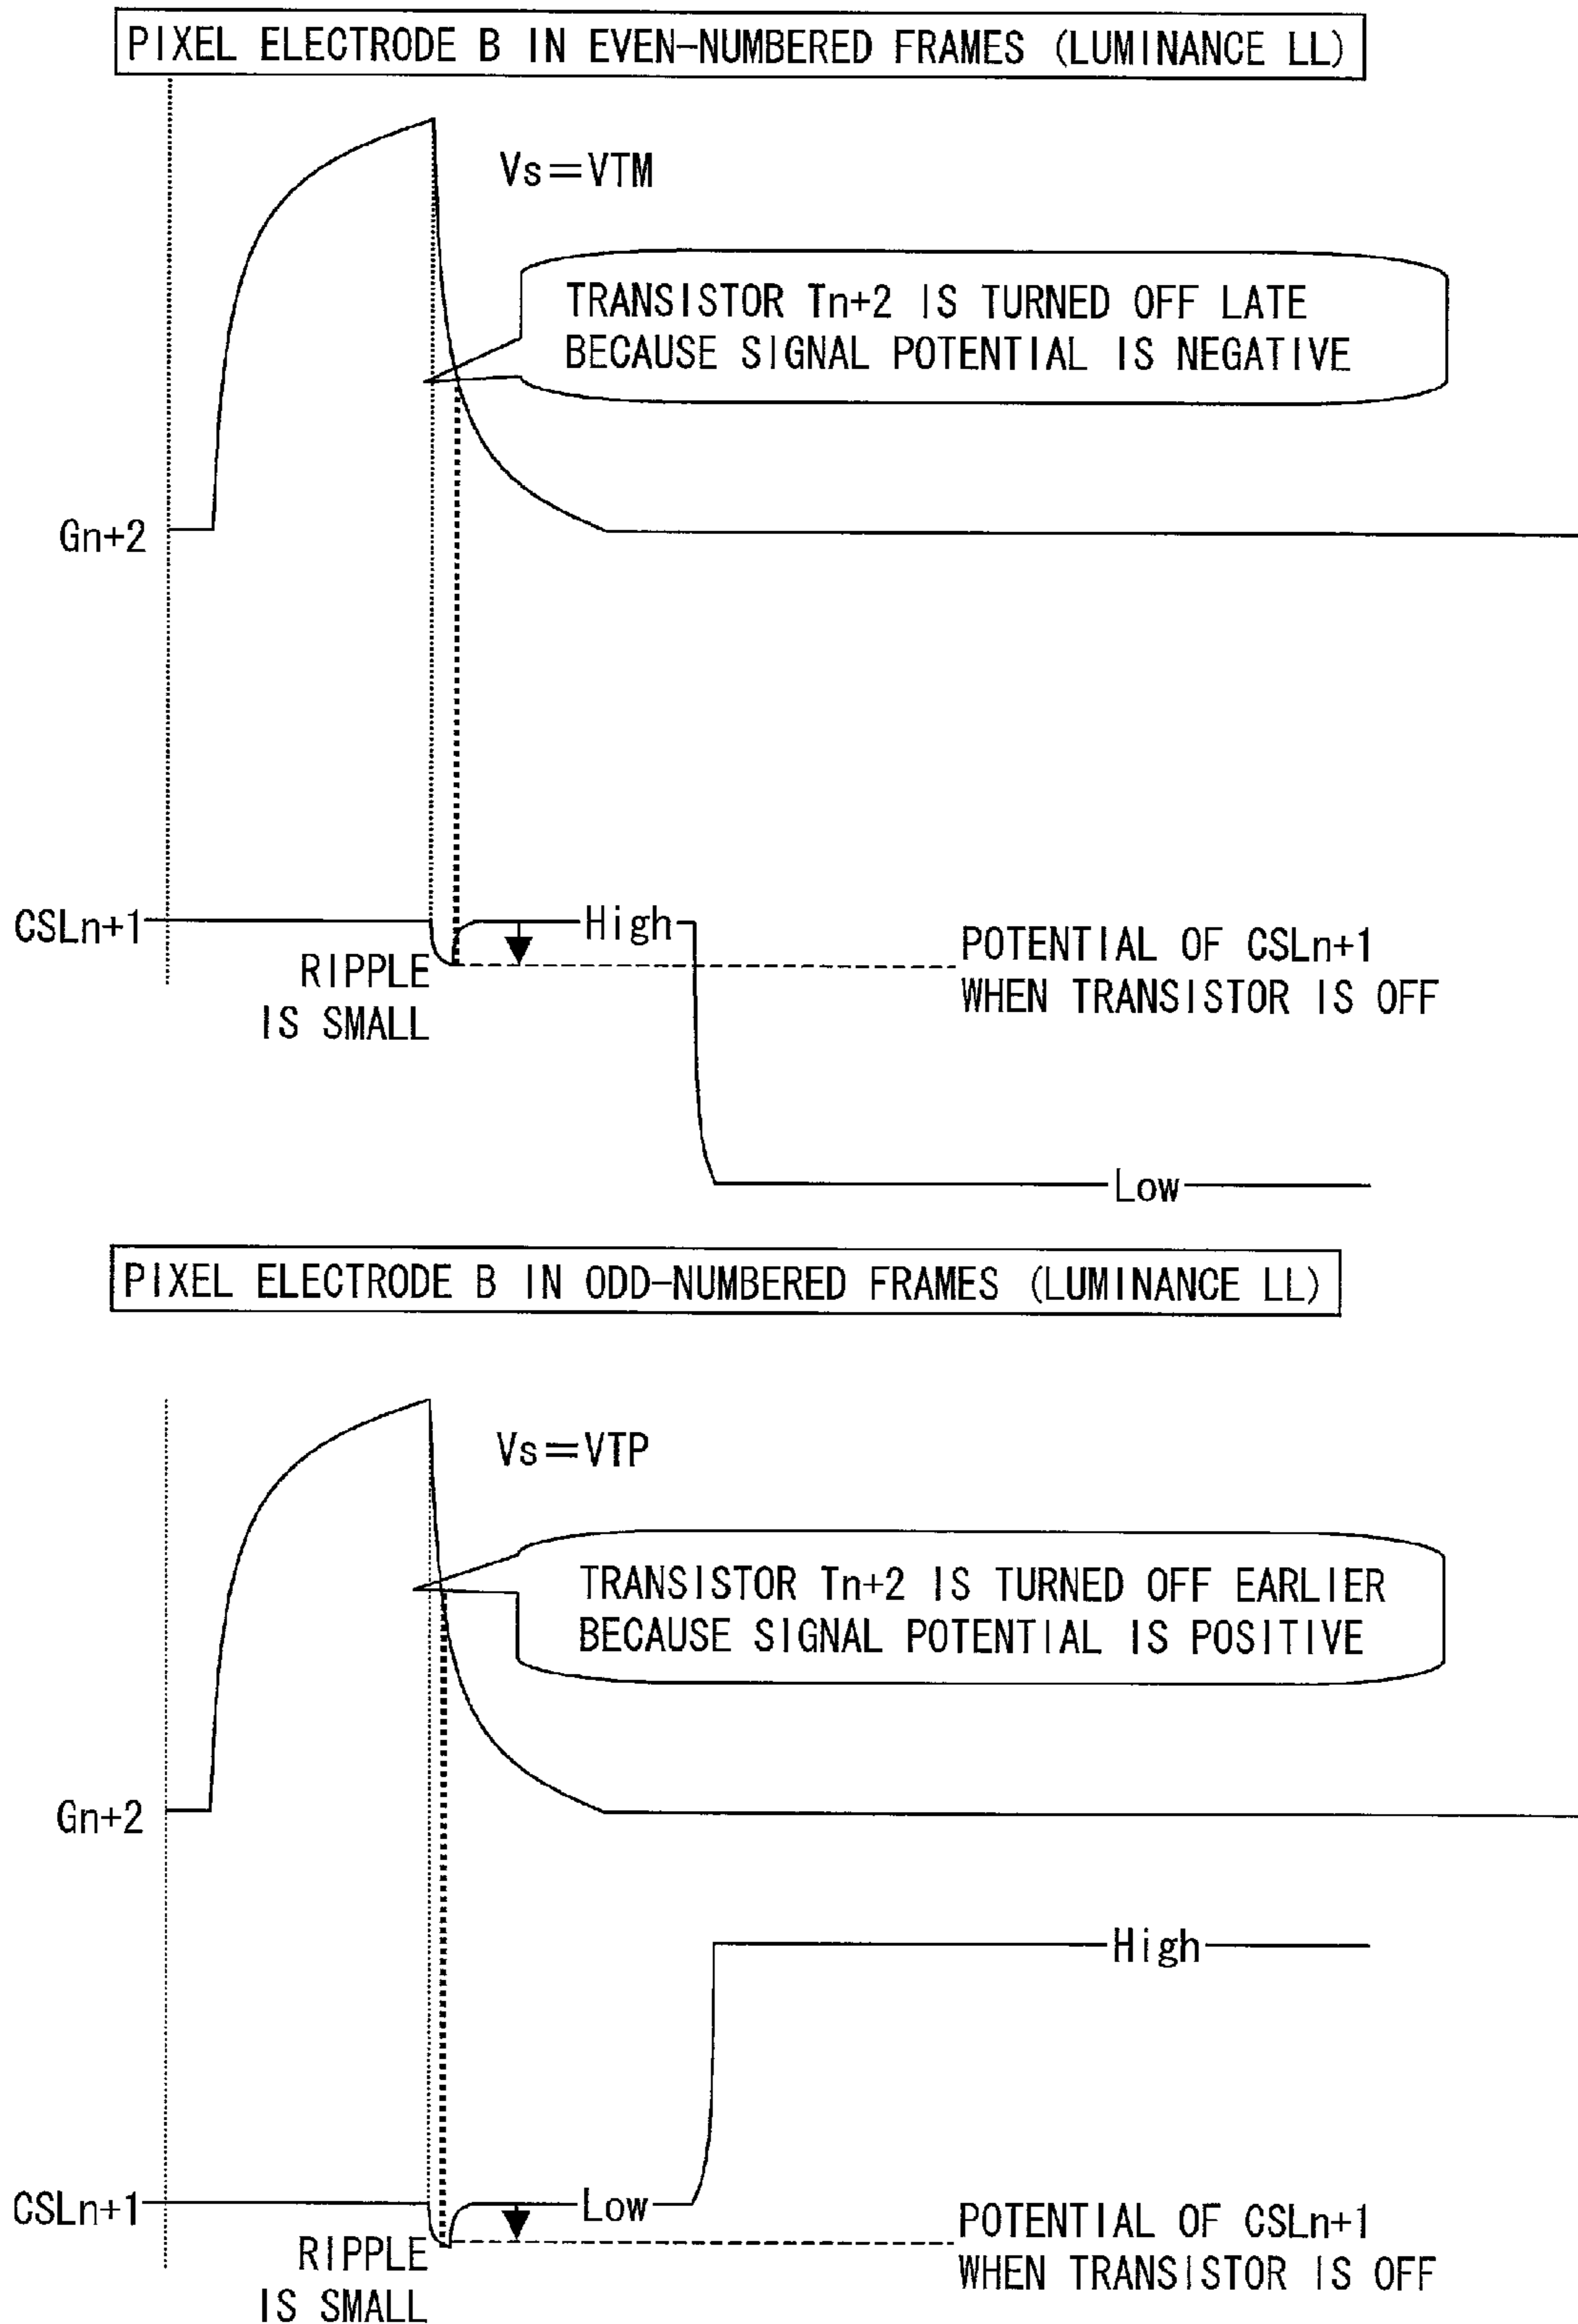 PIXEL ELECTRODE B IN EVEN-NUMBERED FRAMES (LUMINANCE LL)
Vs=VTM
TRANSISTOR Tn+2 IS TURNED OFF LATE
BECAUSE SIGNAL POTENTIAL IS NEGATIVE
Gn+2
CSLn+1
High
RIPPLE
IS SMALL
POTENTIAL OF CSLn+1
WHEN TRANSISTOR IS OFF
Low
PIXEL ELECTRODE B IN ODD-NUMBERED FRAMES (LUMINANCE LL)
Vs=VTP
TRANSISTOR Tn+2 IS TURNED OFF EARLIER
BECAUSE SIGNAL POTENTIAL IS POSITIVE
Gn+2
High
CSLn+1
Low
RIPPLE
IS SMALL
POTENTIAL OF CSLn+1
WHEN TRANSISTOR IS OFF